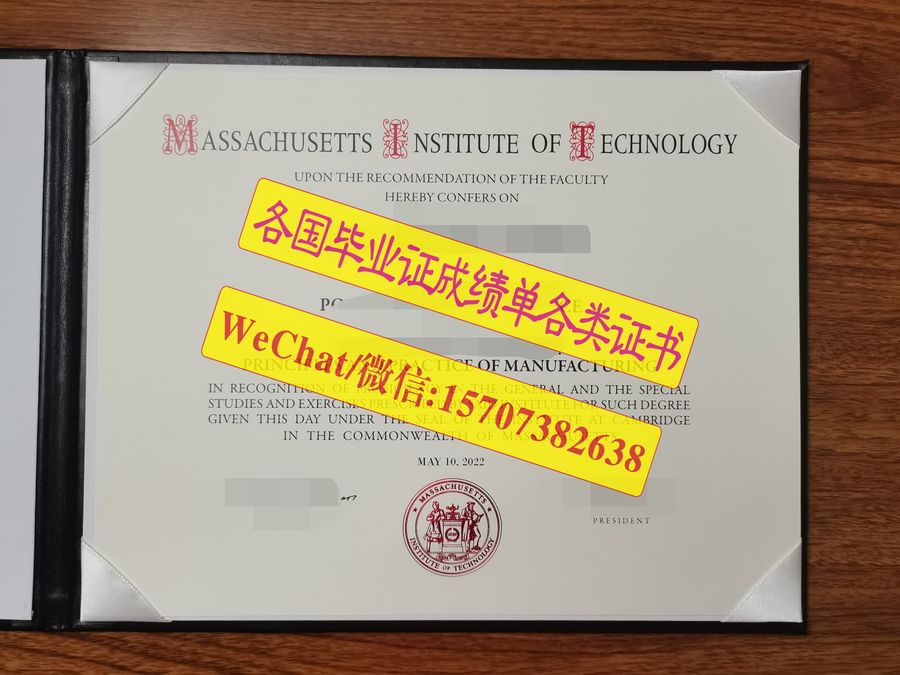 MASSACHUSETTS INSTITUTE OF TECHNOLOGY
UPON THE RECOMMENDATION OF THE FACULTY
HEREBY CONFERS ON
各国毕业证成绩单各类证书
WeChat/微信:15707382638
OF MANUFACTURING
IN RECOGNITION OF THE GENERAL AND THE SPECIAL
STUDIES AND EXERCISES PRESCRIBED INSTITUTE FOR SUCH DEGREE
GIVEN THIS DAY UNDER THE SEAL OF AT CAMBRIDGE
IN THE COMMONWEALTH OF
MAY 10, 2022
MASSACHUSETTS
INSTITUTE OF TECHNOLOGY
PRESIDENT